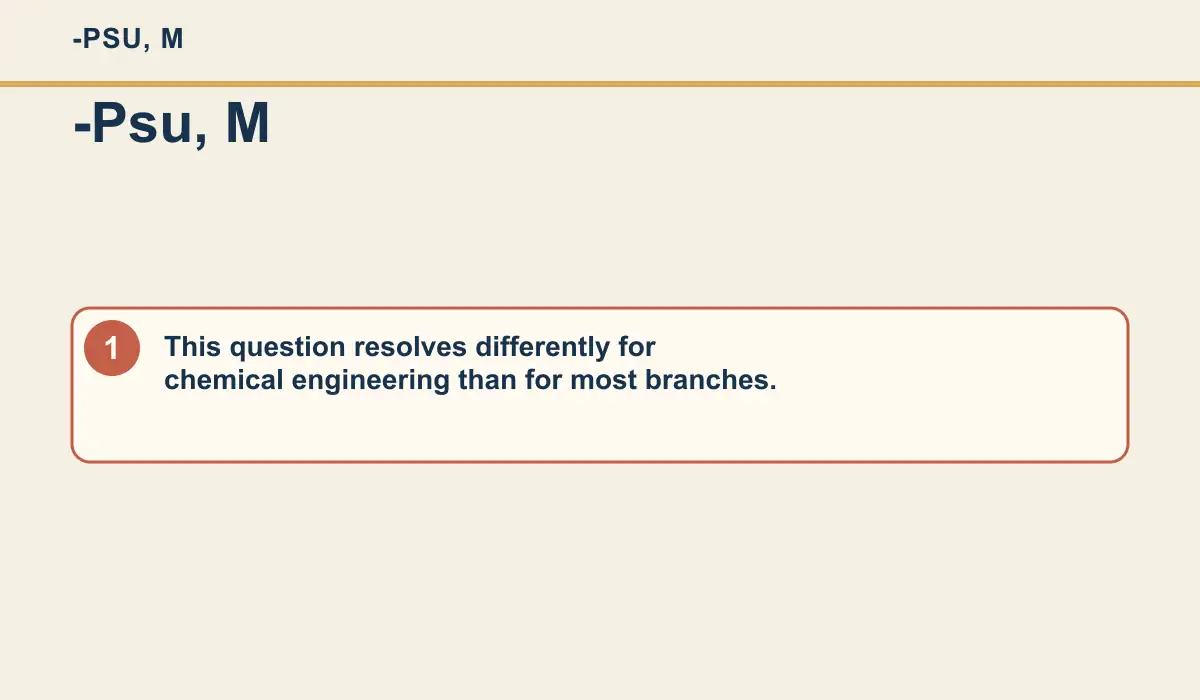 -PSU, M
-Psu, M
1
This question resolves differently for
chemical engineering than for most branches.